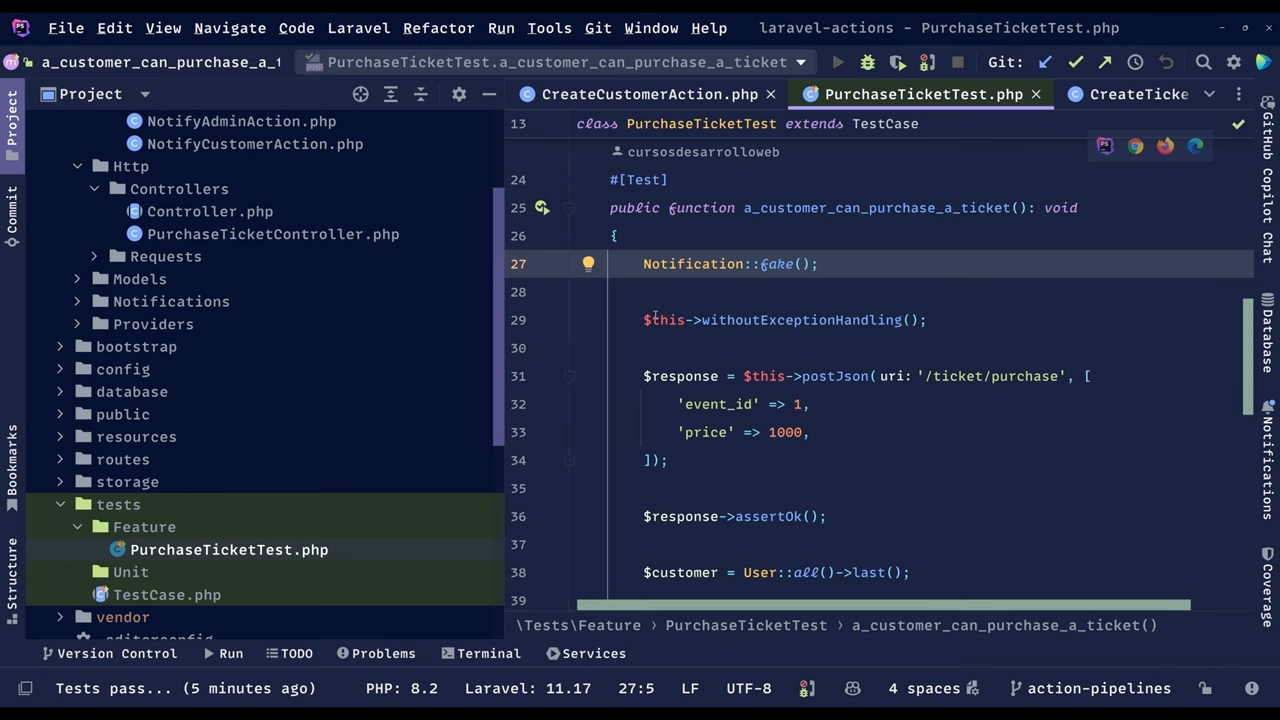 File Edit View Navigate Code Laravel Refactor Run Tools Git Window Help laravel-actions - PurchaseTicketTest.php
a_customer_can_purchase_a_t PurchaseTicketTest.a_customer_can_purchase_a_ticket Git:
Project
CreateCustomerAction.php PurchaseTicketTest.php CreateTicke
Project
Commit
Bookmarks
Structure
NotifyAdminAction.php
NotifyCustomerAction.php
Http
Controllers
Controller.php
PurchaseTicketController.php
Requests
Models
Notifications
Providers
bootstrap
config
database
public
resources
routes
storage
tests
Feature
PurchaseTicketTest.php
Unit
TestCase.php
vendor
.editorconfig
13 class PurchaseTicketTest extends TestCase
cursosdesarrolloweb
24 #[Test]
25 public function a_customer_can_purchase_a_ticket(): void
26 {
27 Notification::fake();
28
29 $this->withoutExceptionHandling();
30
31 $response = $this->postJson( uri: '/ticket/purchase', [
32 'event_id' => 1,
33 'price' => 1000,
34 ]);
35
36 $response->assertOk();
37
38 $customer = User::all()->last();
39
GitHub Copilot Chat
Database
Notifications
Coverage
\Tests\Feature > PurchaseTicketTest > a_customer_can_purchase_a_ticket()
Version Control Run TODO Problems Terminal Services
Tests pass... (5 minutes ago) PHP: 8.2 Laravel: 11.17 27:5 LF UTF-8 4 spaces action-pipelines